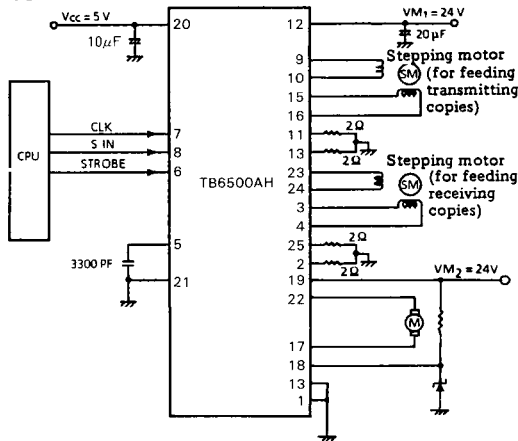 Vcc = 5 V
10μF
20
12
VM₁ = 24 V
20 μF
CPU
CLK
S IN
STROBE
7
8
6
TB6500AH
9
10
15
16
Stepping motor
(for feeding
transmitting
copies)
SM
11
13
2Ω
2Ω
23
24
3
4
Stepping motor
(for feeding
receiving
copies)
SM
25
2
2Ω
2Ω
5
21
3300 PF
19
VM₂ = 24V
22
M
17
18
13
1